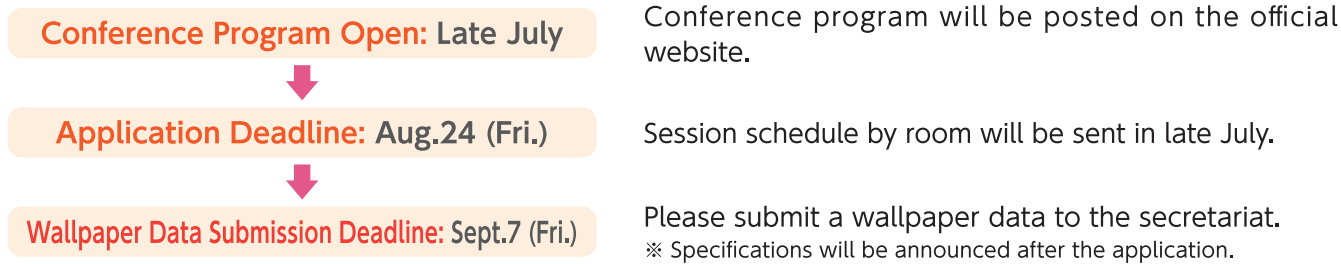 Conference Program Open: Late July
Conference program will be posted on the official
website.
Application Deadline: Aug.24 (Fri.)
Session schedule by room will be sent in late July.
Wallpaper Data Submission Deadline: Sept.7 (Fri.)
Please submit a wallpaper data to the secretariat.
※ Specifications will be announced after the application.